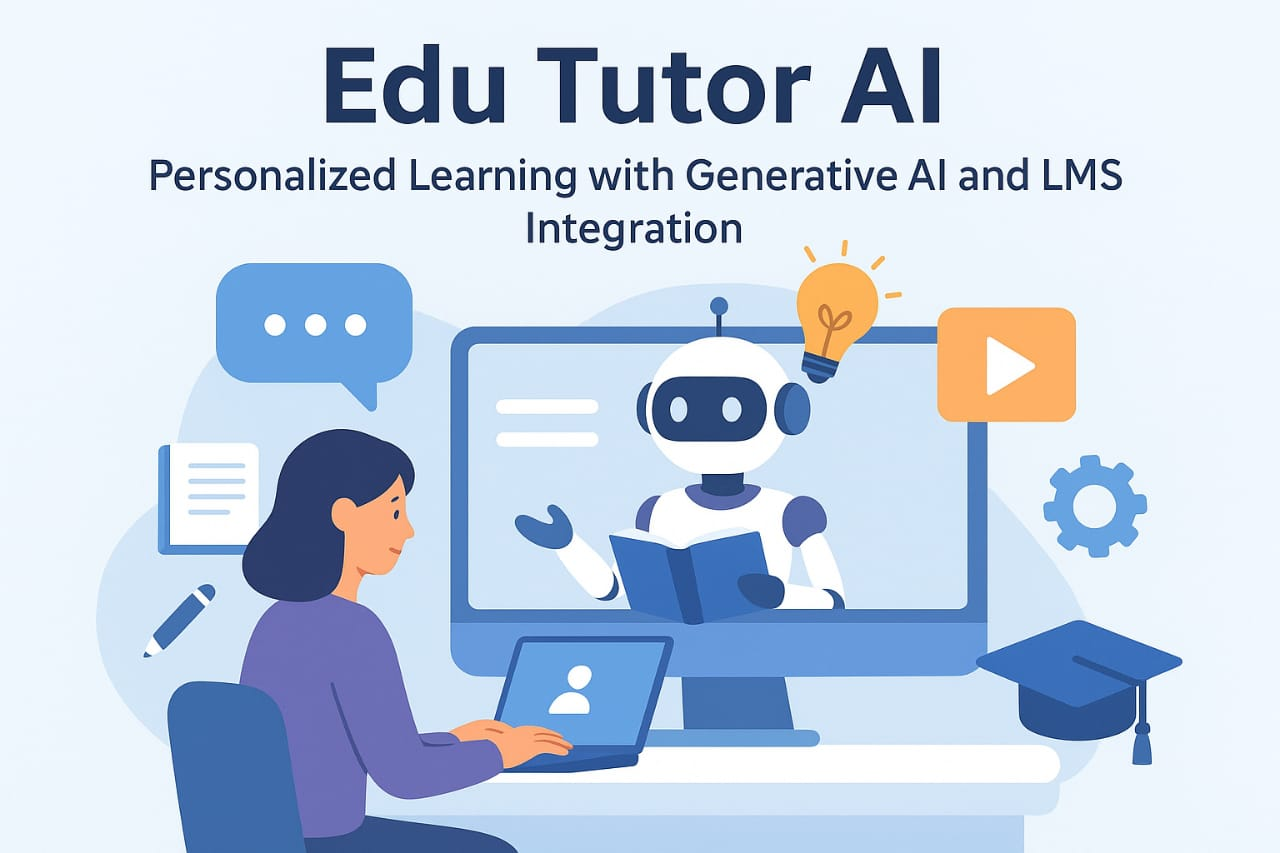 Edu Tutor AI
Personalized Learning with Generative AI and LMS
Integration